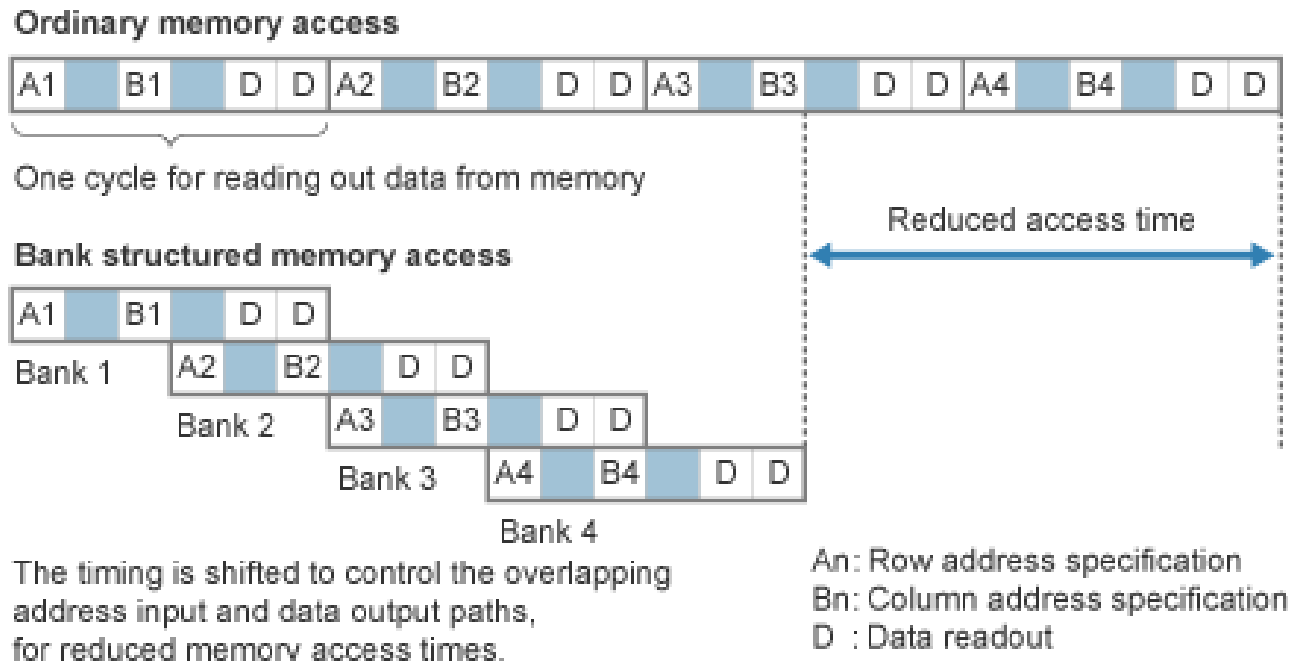 Ordinary memory access
A1 B1 D D A2 B2 D D A3 B3 D D A4 B4 D D
One cycle for reading out data from memory
Reduced access time
Bank structured memory access
A1 B1 D D
Bank 1
A2 B2 D D
Bank 2
A3 B3 D D
Bank 3
A4 B4 D D
Bank 4
The timing is shifted to control the overlapping
address input and data output paths,
for reduced memory access times.
An: Row address specification
Bn: Column address specification
D : Data readout